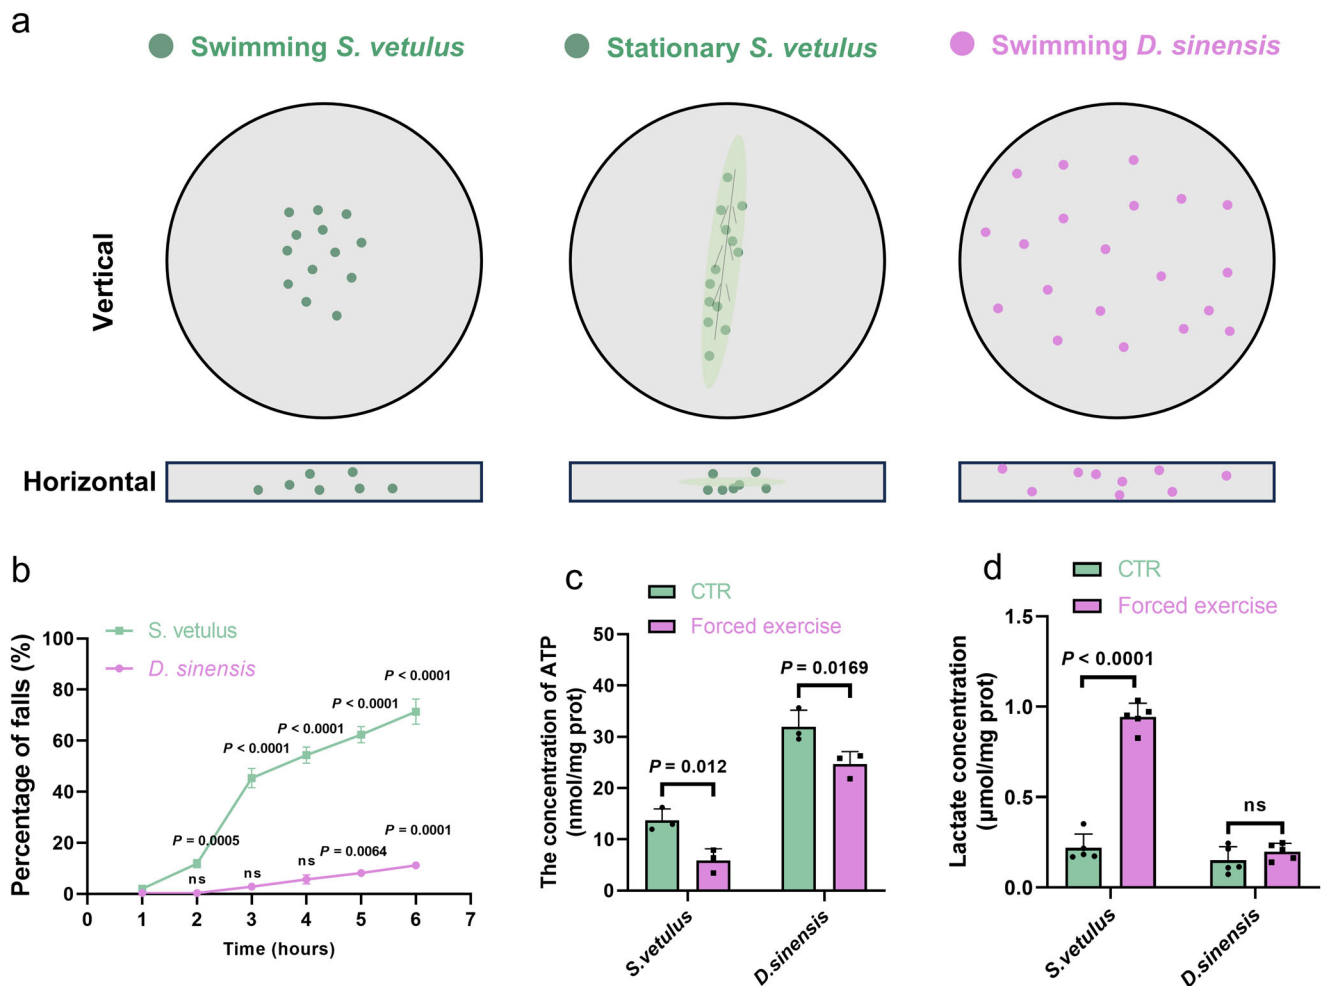 a
Swimming S. vetulus
Stationary S. vetulus
Swimming D. sinensis
Vertical
Horizontal
b
S. vetulus
D. sinensis
Percentage of falls (%)
100
80
60
40
20
0
P = 0.0005
P < 0.0001
P < 0.0001
P < 0.0001
P < 0.0001
ns
ns
ns
P = 0.0064
P = 0.0001
0 1 2 3 4 5 6 7
Time (hours)
c
CTR
Forced exercise
The concentration of ATP
(nmol/mg prot)
50
40
30
20
10
0
P = 0.012
P = 0.0169
S.vetulus
D.sinensis
d
CTR
Forced exercise
Lactate concentration
(μmol/mg prot)
1.5
1.0
0.5
0.0
P < 0.0001
ns
S.vetulus
D.sinensis